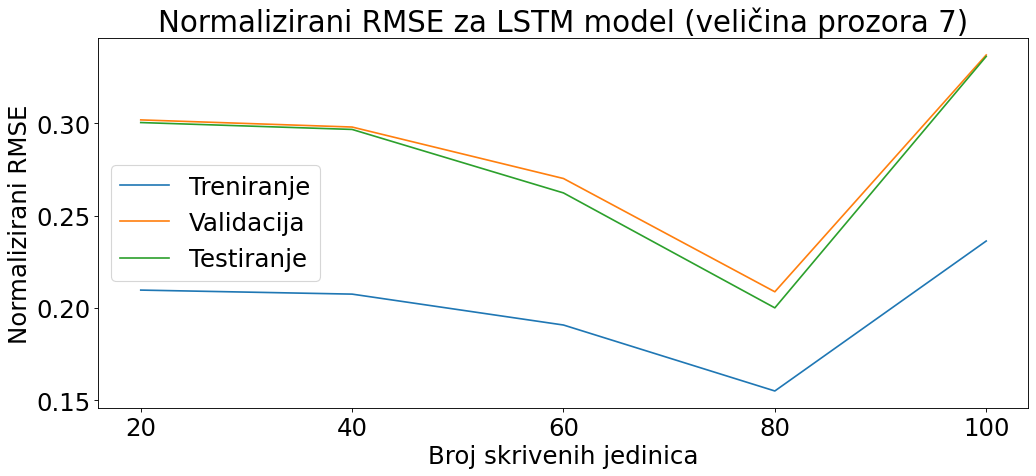 Normalizirani RMSE za LSTM model (veličina prozora 7)
Normalizirani RMSE
0.30
0.25
0.20
0.15
Treniranje
Validacija
Testiranje
20 40 60 80 100
Broj skrivenih jedinica